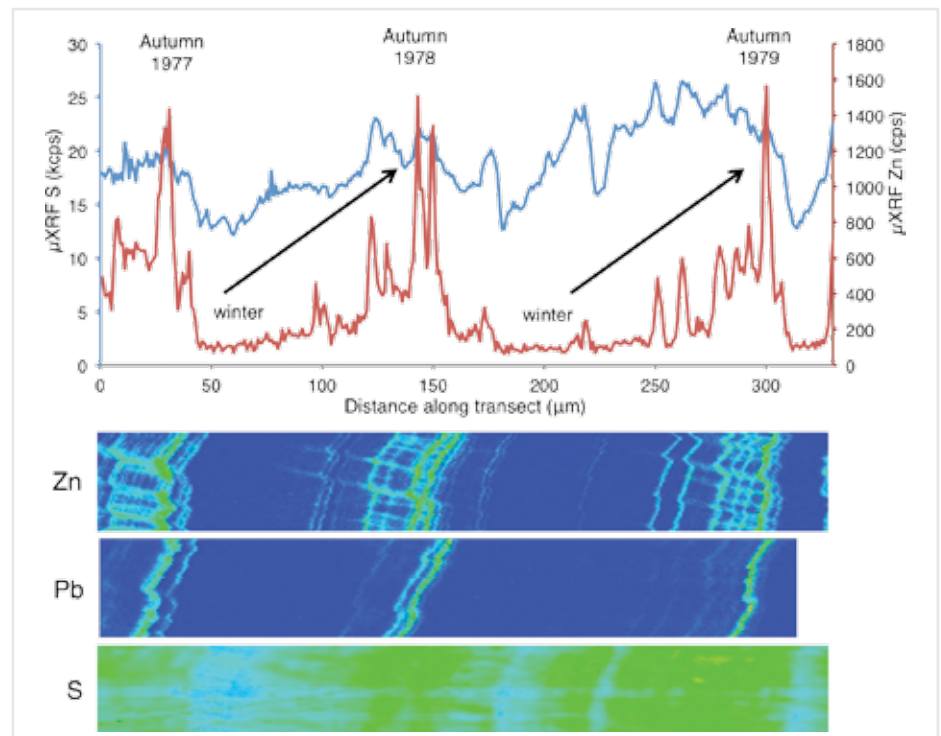 Autumn
1977
Autumn
1978
Autumn
1979
30
25
20
15
10
5
0
µXRF S (kcps)
1800
1600
1400
1200
1000
800
600
400
200
0
µXRF Zn (cps)
winter
winter
0 50 100 150 200 250 300
Distance along transect (µm)
Zn
Pb
S